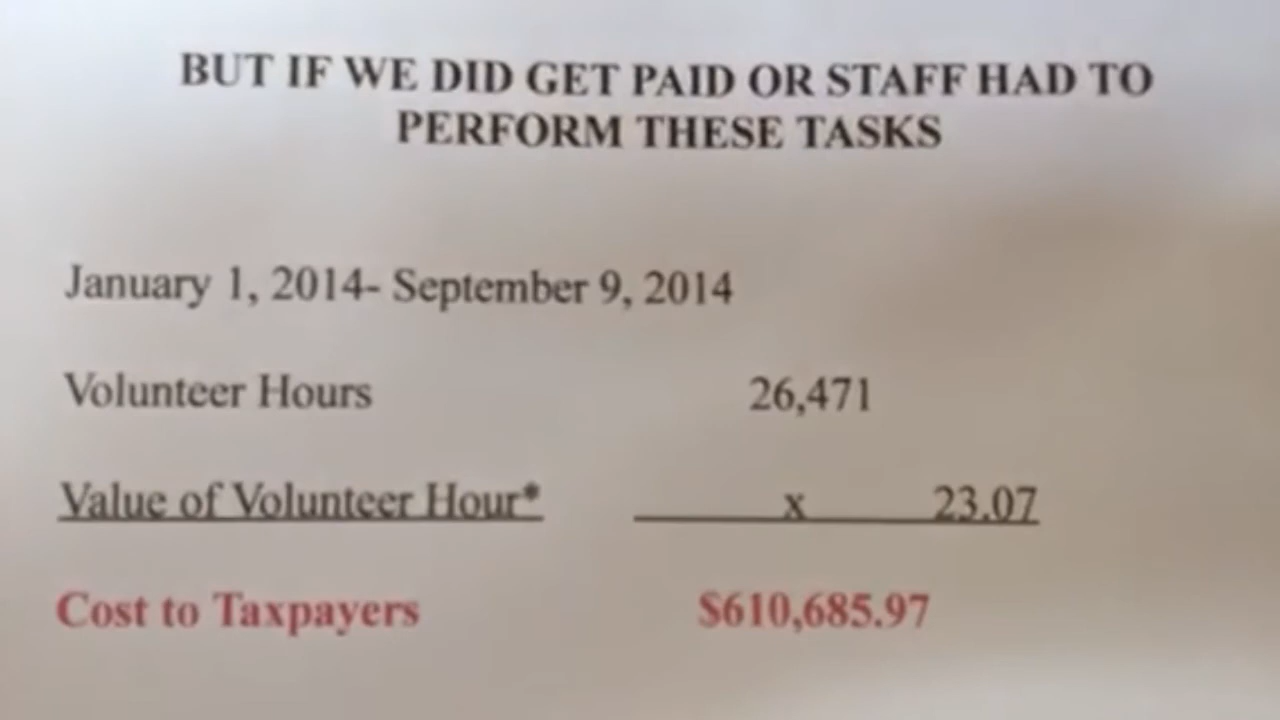 BUT IF WE DID GET PAID OR STAFF HAD TO
PERFORM THESE TASKS
January 1, 2014- September 9, 2014
Volunteer Hours 26,471
Value of Volunteer Hour* x 23.07
Cost to Taxpayers $610,685.97